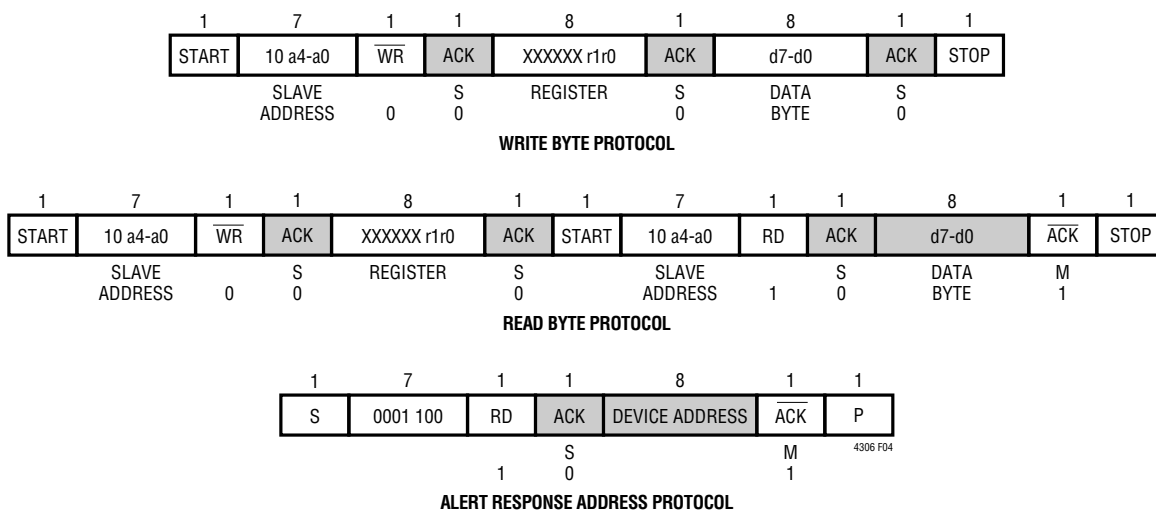 1 7 1 1 8 1 8 1 1
START 10 a4-a0 W̅R̅ ACK XXXXXX r1r0 ACK d7-d0 ACK STOP
SLAVE S REGISTER S DATA S
ADDRESS 0 0 0 BYTE 0
WRITE BYTE PROTOCOL
1 7 1 1 8 1 1 7 1 1 8 1 1
START 10 a4-a0 W̅R̅ ACK XXXXXX r1r0 ACK START 10 a4-a0 RD ACK d7-d0 A̅C̅K̅ STOP
SLAVE S REGISTER S SLAVE S DATA M
ADDRESS 0 0 0 ADDRESS 1 0 BYTE 1
READ BYTE PROTOCOL
1 7 1 1 8 1 1
S 0001 100 RD ACK DEVICE ADDRESS A̅C̅K̅ P
S M 4306 F04
1 0 1
ALERT RESPONSE ADDRESS PROTOCOL